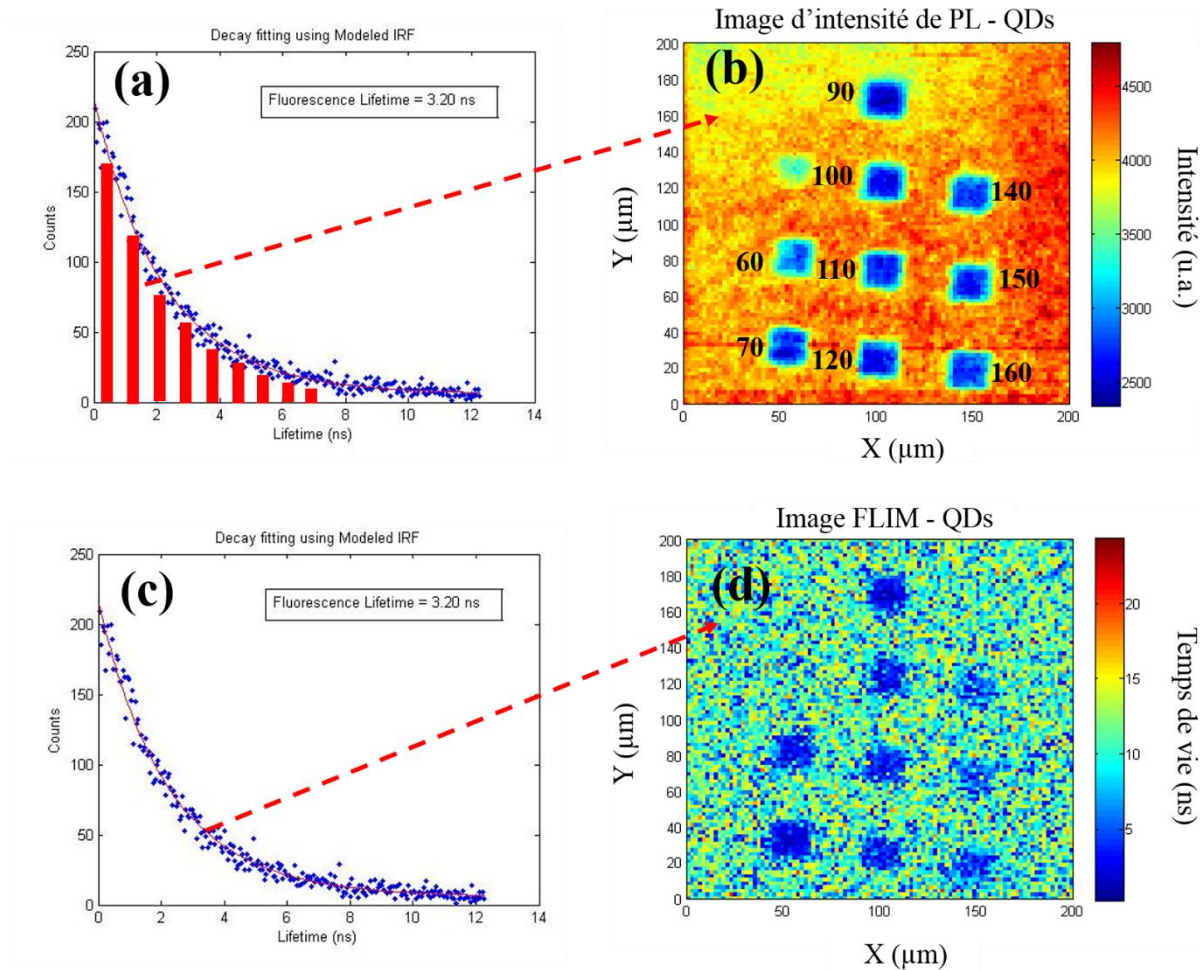 Decay fitting using Modeled IRF
(a)
Fluorescence Lifetime = 3.20 ns
250
200
150
100
50
0
Counts
0 2 4 6 8 10 12 14
Lifetime (ns)
Image d'intensité de PL - QDs
(b)
200
180
160
140
120
100
80
60
40
20
0
Y (µm)
90
100
140
60
110
150
70
120
160
0 50 100 150 200
X (µm)
4500
4000
3500
3000
2500
Intensité (u.a.)
Decay fitting using Modeled IRF
(c)
Fluorescence Lifetime = 3.20 ns
250
200
150
100
50
0
Counts
0 2 4 6 8 10 12 14
Lifetime (ns)
Image FLIM - QDs
(d)
200
180
160
140
120
100
80
60
40
20
0
Y (µm)
0 50 100 150 200
X (µm)
20
15
10
5
Temps de vie (ns)